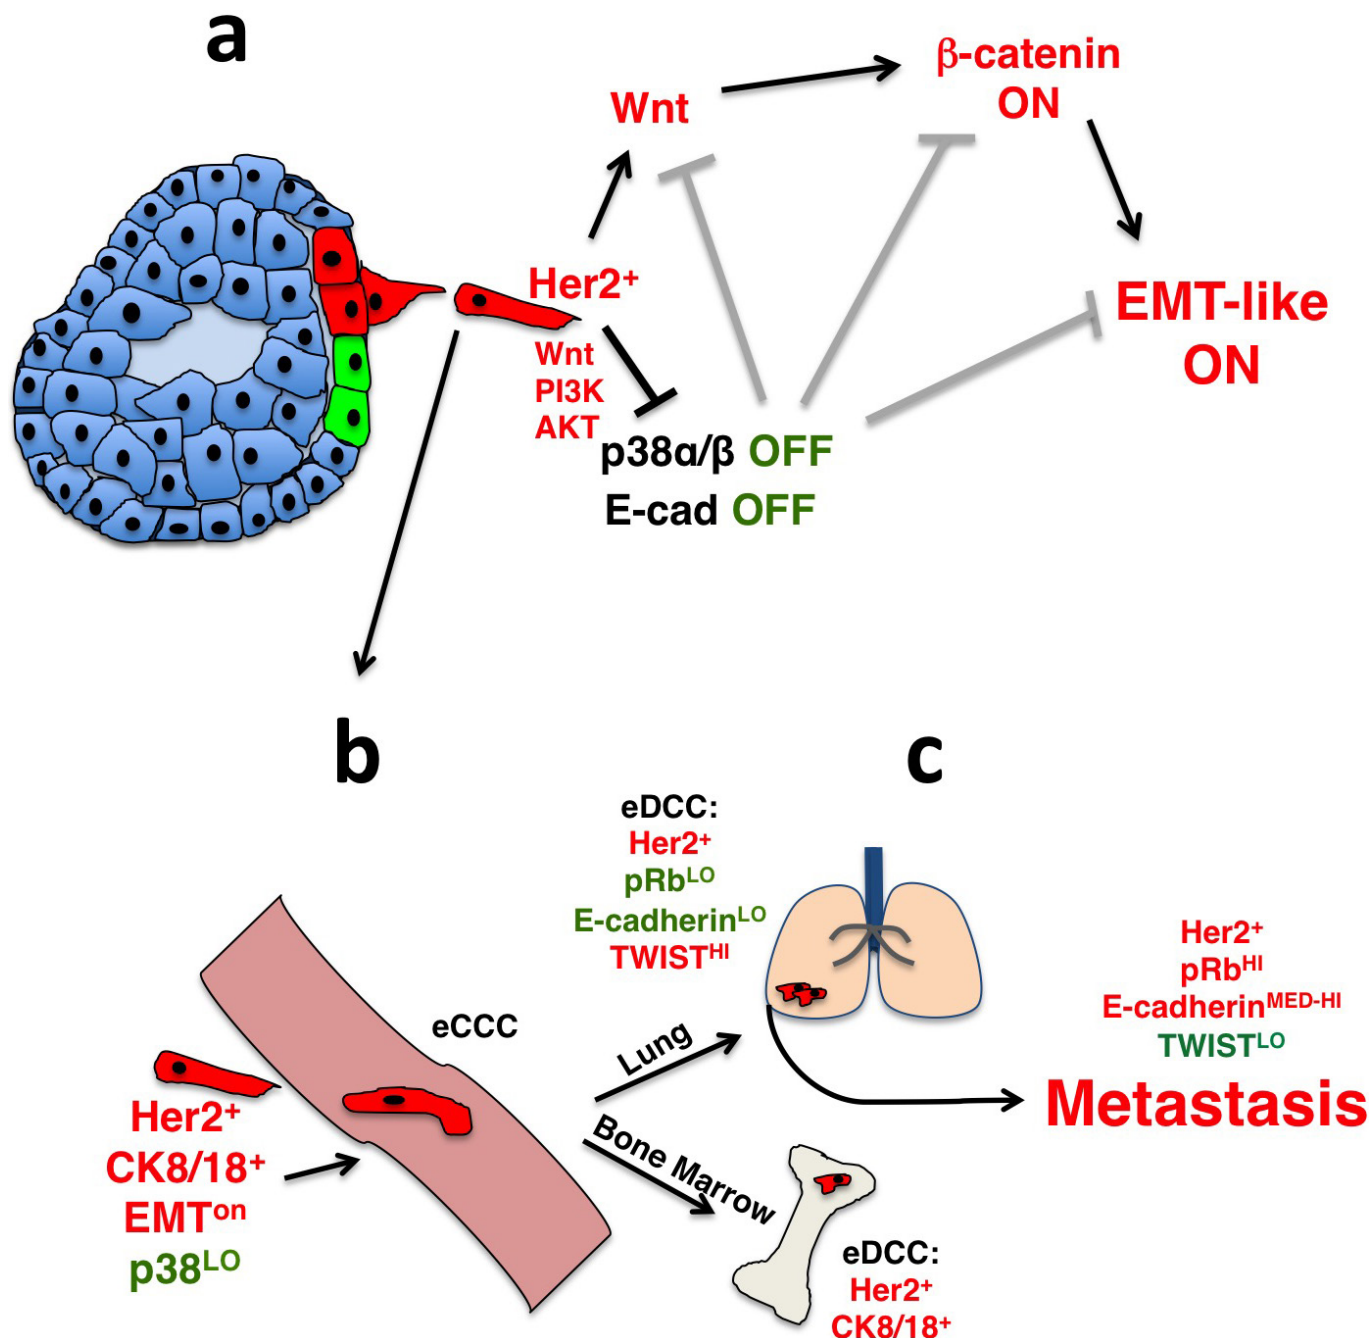 a
Wnt
β-catenin
ON
Her2⁺
Wnt
PI3K
AKT
EMT-like
ON
p38α/β OFF
E-cad OFF
b
eCCC
Her2⁺
CK8/18⁺
EMTᵒⁿ
p38ᴸᴼ
c
eDCC:
Her2⁺
pRbᴸᴼ
E-cadherinᴸᴼ
TWISTᴴᴵ
Lung
Bone Marrow
eDCC:
Her2⁺
CK8/18⁺
Her2⁺
pRbᴴᴵ
E-cadherinᴹᴱᴰ⁻ᴴᴵ
TWISTᴸᴼ
Metastasis